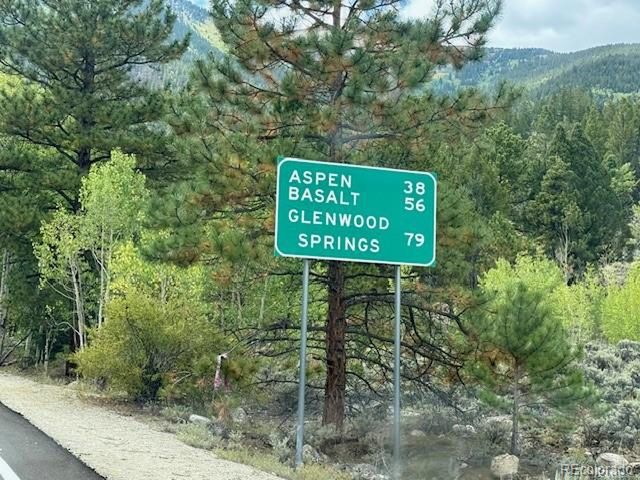 ASPEN 38
BASALT 56
GLENWOOD
SPRINGS 79
REcolorado®